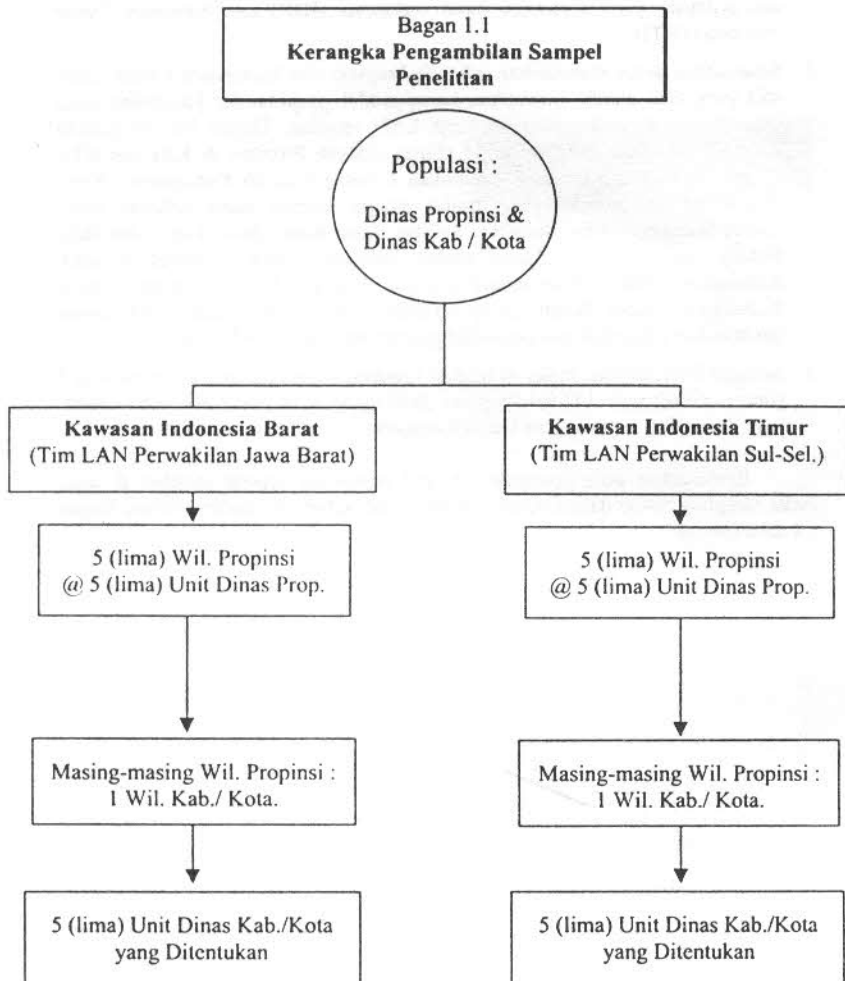 Bagan 1.1
Kerangka Pengambilan Sampel
Penelitian
Populasi :
Dinas Propinsi &
Dinas Kab / Kota
Kawasan Indonesia Barat
(Tim LAN Perwakilan Jawa Barat)
5 (lima) Wil. Propinsi
@ 5 (lima) Unit Dinas Prop.
Masing-masing Wil. Propinsi :
1 Wil. Kab./ Kota.
5 (lima) Unit Dinas Kab./Kota
yang Ditentukan
Kawasan Indonesia Timur
(Tim LAN Perwakilan Sul-Sel.)
5 (lima) Wil. Propinsi
@ 5 (lima) Unit Dinas Prop.
Masing-masing Wil. Propinsi :
1 Wil. Kab./ Kota.
5 (lima) Unit Dinas Kab./Kota
yang Ditentukan